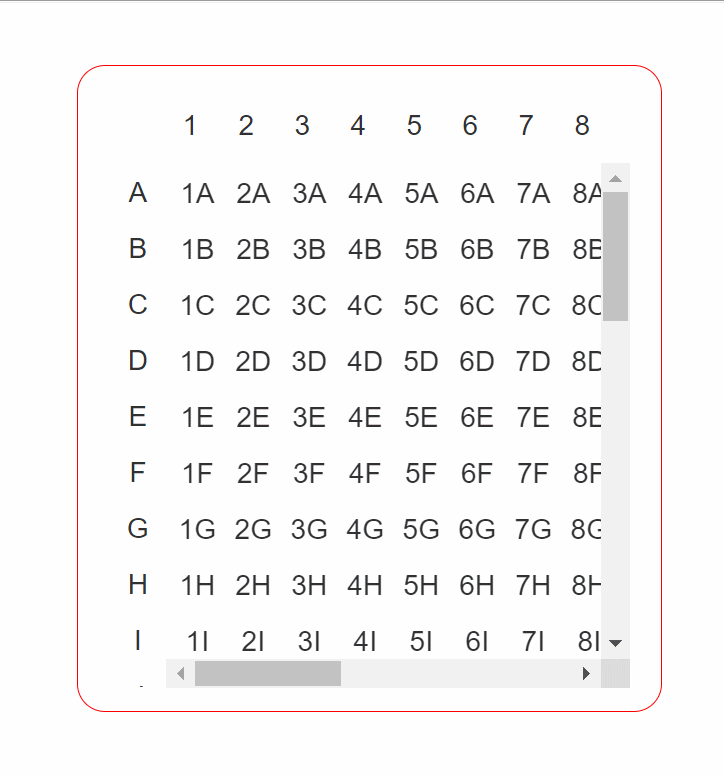 1 2 3 4 5 6 7 8
A 1A 2A 3A 4A 5A 6A 7A 8A
B 1B 2B 3B 4B 5B 6B 7B 8B
C 1C 2C 3C 4C 5C 6C 7C 8C
D 1D 2D 3D 4D 5D 6D 7D 8D
E 1E 2E 3E 4E 5E 6E 7E 8E
F 1F 2F 3F 4F 5F 6F 7F 8F
G 1G 2G 3G 4G 5G 6G 7G 8G
H 1H 2H 3H 4H 5H 6H 7H 8H
I 1I 2I 3I 4I 5I 6I 7I 8I